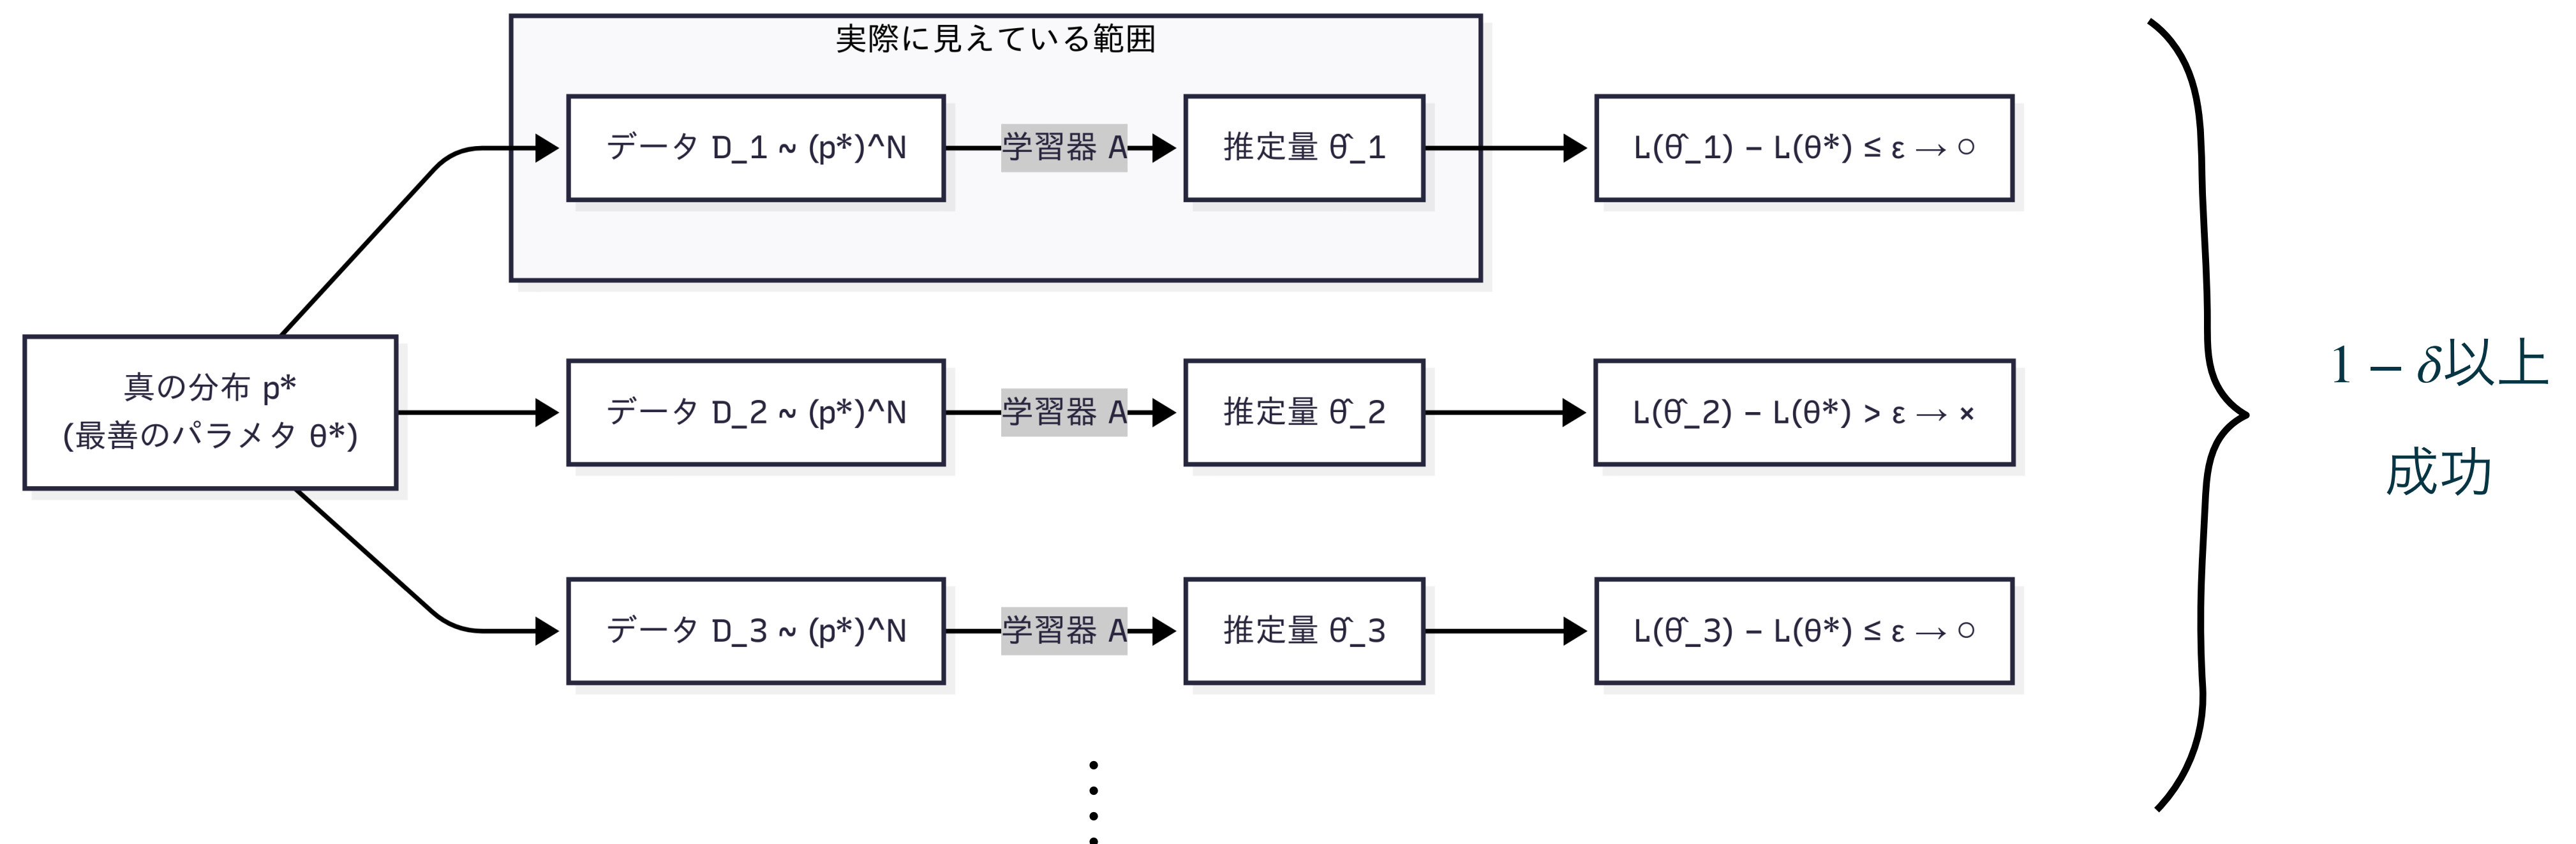 実際に見えている範囲
データ D_1 ~ (p*)^N
学習器 A
推定量 θ̂_1
L(θ̂_1) − L(θ*) ≤ ε → ○
真の分布 p*
(最善のパラメタ θ*)
データ D_2 ~ (p*)^N
学習器 A
推定量 θ̂_2
L(θ̂_2) − L(θ*) > ε → ×
データ D_3 ~ (p*)^N
学習器 A
推定量 θ̂_3
L(θ̂_3) − L(θ*) ≤ ε → ○
1 − δ以上
成功